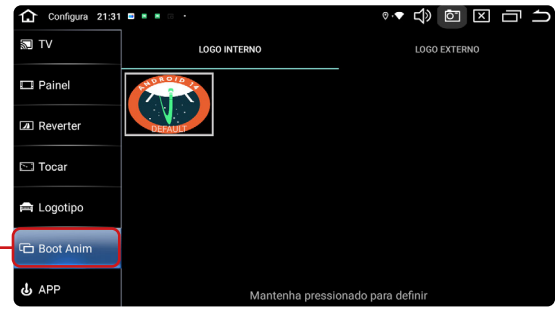 Configura 21:31
TV
LOGO INTERNO
LOGO EXTERNO
Painel
ANDROID 14
DEFAULT
Reverter
Tocar
Logotipo
Boot Anim
APP
Mantenha pressionado para definir